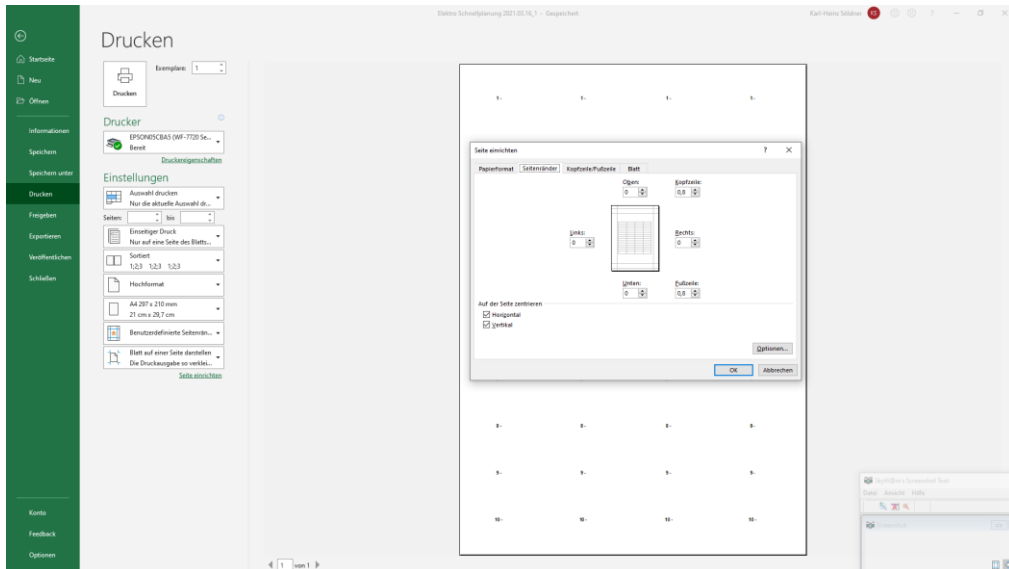 Elektro Schnellplanung 2021.03.16_1 - Gespeichert
Karl-Heinz Söldner
KS
?
Startseite
Neu
Öffnen
Informationen
Speichern
Speichern unter
Drucken
Freigeben
Exportieren
Veröffentlichen
Schließen
Konto
Feedback
Optionen
Drucken
Exemplare: 1
Drucken
Drucker
EPSON05CBA5 (WF-7720 Se...
Bereit
Druckereigenschaften
Einstellungen
Auswahl drucken
Nur die aktuelle Auswahl dr...
Seiten: bis
Einseitiger Druck
Nur auf eine Seite des Blatts...
Sortiert
1;2;3 1;2;3 1;2;3
Hochformat
A4 297 x 210 mm
21 cm x 29,7 cm
Benutzerdefinierte Seitenrän...
Blatt auf einer Seite darstellen
Die Druckausgabe so verklei...
Seite einrichten
1 - 1 - 1 - 1 -
Seite einrichten ?
Papierformat Seitenränder Kopfzeile/Fußzeile Blatt
Oben: Kopfzeile:
0 0,8
Links: Rechts:
0 0
Unten: Fußzeile:
0 0,8
Auf der Seite zentrieren
Horizontal
Vertikal
Optionen...
OK Abbrechen
8 - 8 - 8 - 8 -
9 - 9 - 9 - 9 -
10 - 10 - 10 - 10 -
Screenshot Tool
Datei Ansicht Hilfe
1 von 1